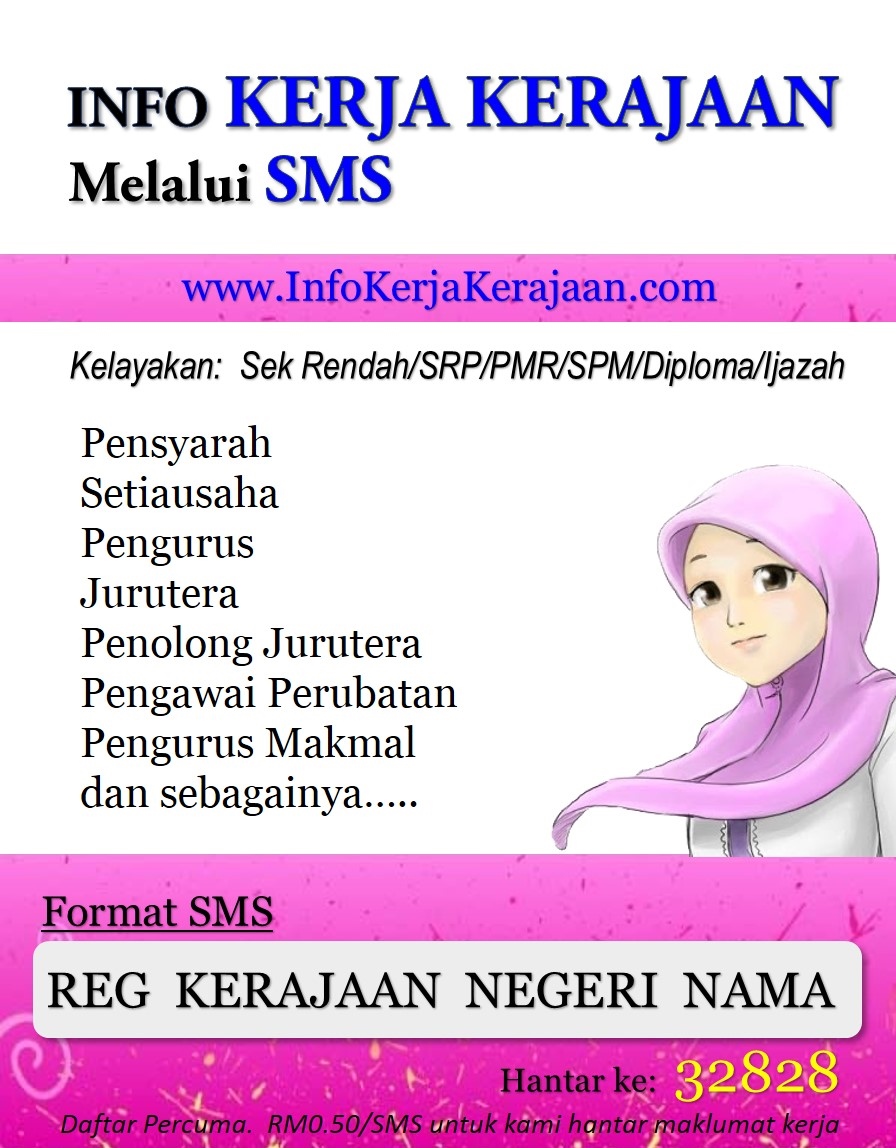 INFO KERJA KERAJAAN
Melalui SMS
www.InfoKerjaKerajaan.com
Kelayakan: Sek Rendah/SRP/PMR/SPM/Diploma/Ijazah
Pensyarah
Setiausaha
Pengurus
Jurutera
Penolong Jurutera
Pengawai Perubatan
Pengurus Makmal
dan sebagainya.....
Format SMS
REG KERAJAAN NEGERI NAMA
Hantar ke: 32828
Daftar Percuma. RM0.50/SMS untuk kami hantar maklumat kerja